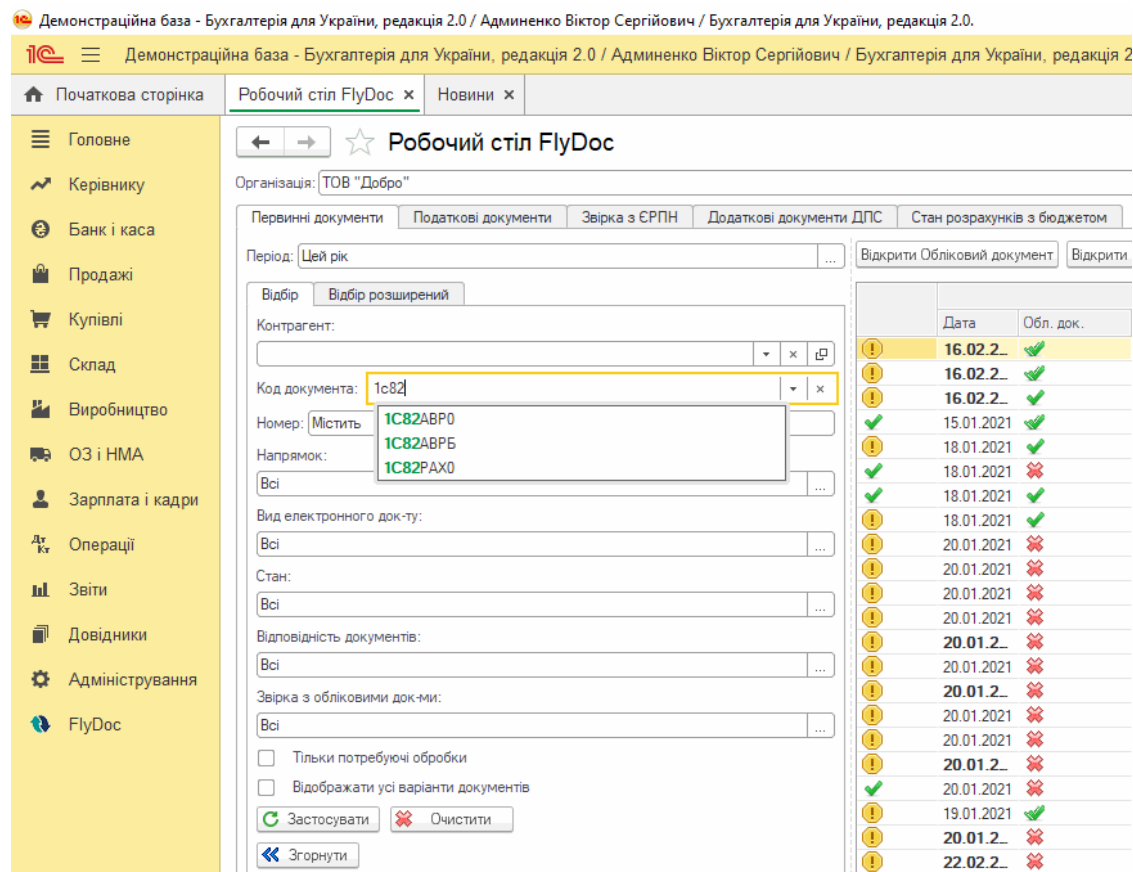 Демонстраційна база - Бухгалтерія для України, редакція 2.0 / Админенко Віктор Сергійович / Бухгалтерія для України, редакція 2.0.
Демонстраційна база - Бухгалтерія для України, редакція 2.0 / Админенко Віктор Сергійович / Бухгалтерія для України, редакція 2
Початкова сторінка
Робочий стіл FlyDoc
Новини
Головне
Керівнику
Банк і каса
Продажі
Купівлі
Склад
Виробництво
ОЗ і НМА
Зарплата і кадри
Операції
Звіти
Довідники
Адміністрування
FlyDoc
Робочий стіл FlyDoc
Організація: ТОВ "Добро"
Первинні документи Податкові документи Звірка з ЄРПН Додаткові документи ДПС Стан розрахунків з бюджетом
Період: Цей рік ...
Відбір Відбір розширений
Контрагент:
Код документа: 1с82
1С82АВР0
1С82АВРБ
1С82РАХ0
Номер: Містить
Напрямок:
Всі ...
Вид електронного док-ту:
Всі ...
Стан:
Всі ...
Відповідність документів:
Всі ...
Звірка з обліковими док-ми:
Всі ...
Тільки потребуючі обробки
Відображати усі варіанти документів
Застосувати Очистити
Згорнути
Відкрити Обліковий документ Відкрити
Дата Обл. док.
16.02.2...
16.02.2...
16.02.2...
15.01.2021
18.01.2021
18.01.2021
18.01.2021
18.01.2021
20.01.2021
20.01.2021
20.01.2021
20.01.2021
20.01.2...
20.01.2021
20.01.2...
20.01.2021
20.01.2021
20.01.2...
20.01.2021
19.01.2021
20.01.2...
22.02.2...